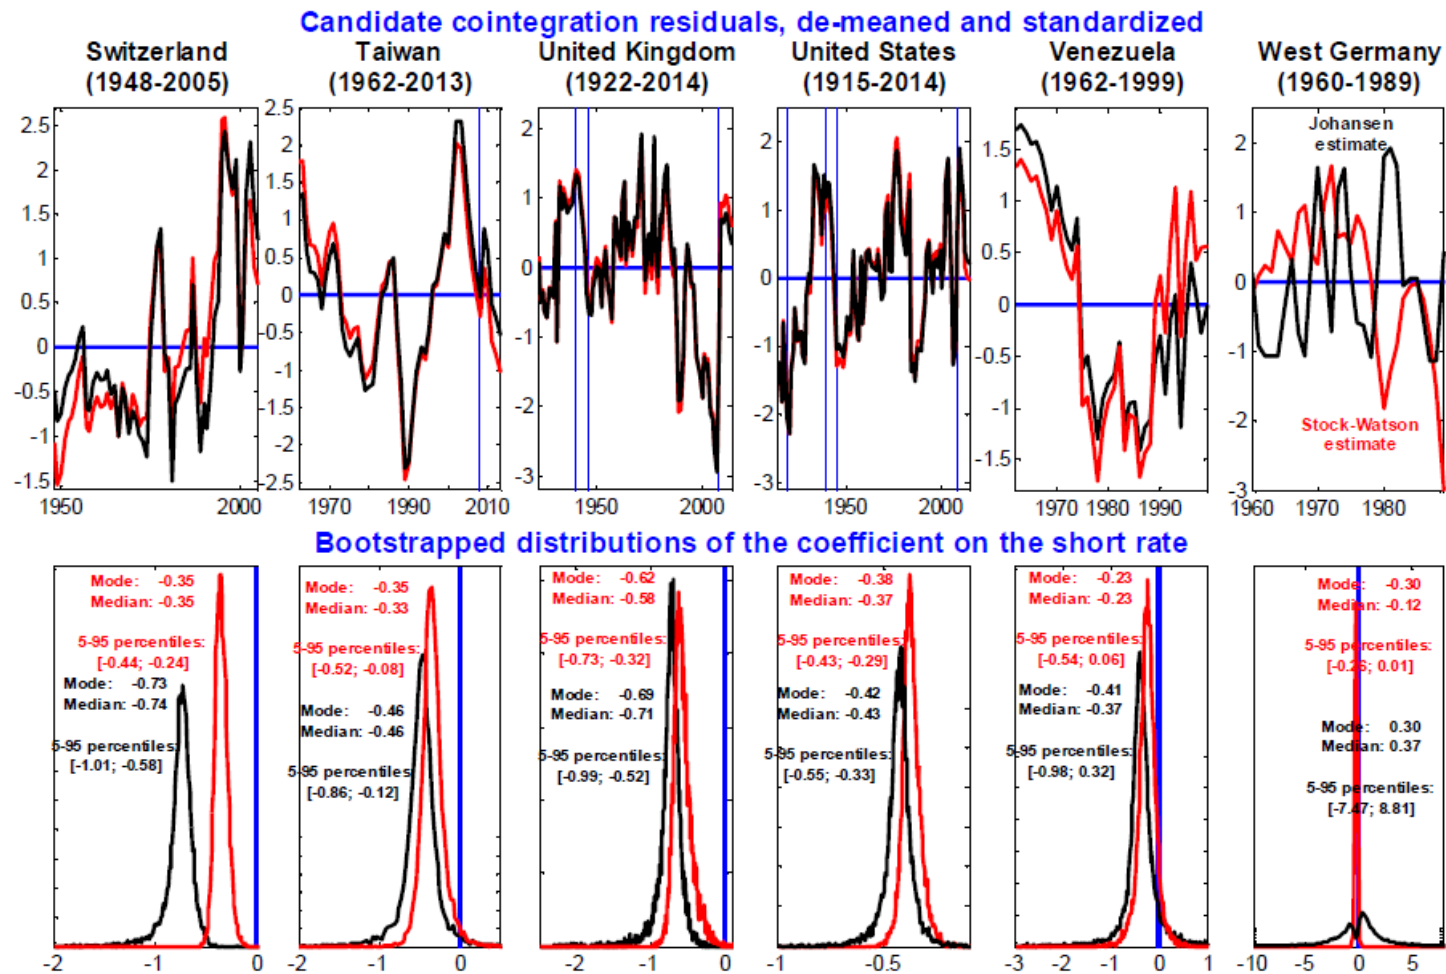 Candidate cointegration residuals, de-meaned and standardized
Switzerland
(1948-2005)
Taiwan
(1962-2013)
United Kingdom
(1922-2014)
United States
(1915-2014)
Venezuela
(1962-1999)
West Germany
(1960-1989)
2.5
2
1.5
1
0.5
0
-0.5
-1
-1.5
1950
2000
2.5
2
1.5
1
0.5
0
-0.5
-1
-1.5
-2
-2.5
1970
1990
2010
2
1
0
-1
-2
-3
1950
2000
2
1
0
-1
-2
-3
1950
2000
1.5
1
0.5
0
-0.5
-1
-1.5
1970
1980
1990
Johansen
estimate
Stock-Watson
estimate
2
1
0
-1
-2
-3
1960
1970
1980
Bootstrapped distributions of the coefficient on the short rate
Mode: -0.35
Median: -0.35
5-95 percentiles:
[-0.44; -0.24]
Mode: -0.73
Median: -0.74
5-95 percentiles:
[-1.01; -0.58]
-2
-1
0
Mode: -0.35
Median: -0.33
5-95 percentiles:
[-0.52; -0.08]
Mode: -0.46
Median: -0.46
5-95 percentiles
[-0.86; -0.12]
-2
-1
0
Mode: -0.62
Median: -0.58
5-95 percentiles:
[-0.73; -0.32]
Mode: -0.69
Median: -0.71
5-95 percentiles:
[-0.99; -0.52]
-2
-1
0
Mode: -0.38
Median: -0.37
5-95 percentiles:
[-0.43; -0.29]
Mode: -0.42
Median: -0.43
5-95 percentiles:
[-0.55; -0.33]
-1
-0.5
Mode: -0.23
Median: -0.23
5-95 percentiles:
[-0.54; 0.06]
Mode: -0.41
Median: -0.37
5-95 percentiles:
[-0.98; 0.32]
-3
-2
-1
0
1
Mode: -0.30
Median: -0.12
5-95 percentiles:
[-0.26; 0.01]
Mode: 0.30
Median: 0.37
5-95 percentiles:
[-7.47; 8.81]
-10
-5
0
5